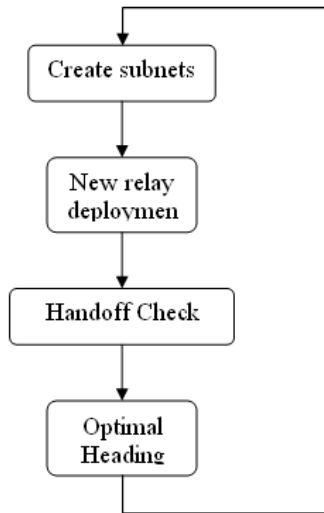 Create subnets
New relay
deploymen
Handoff Check
Optimal
Heading